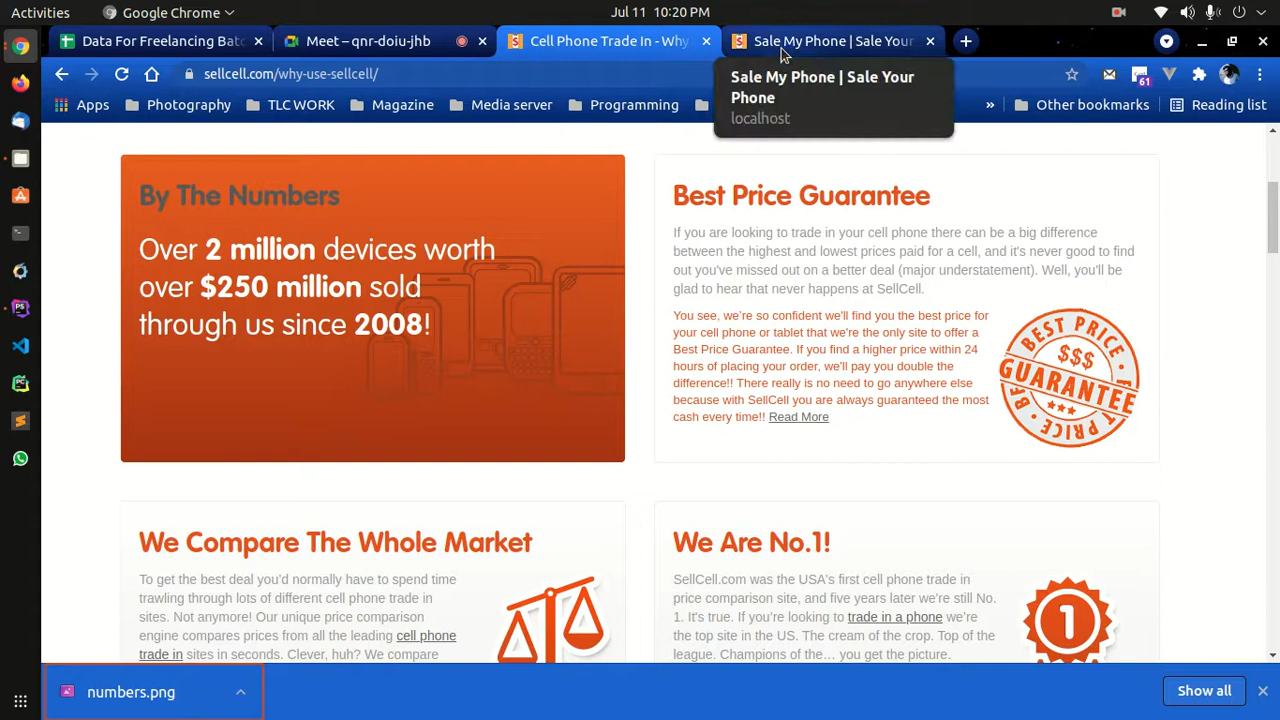 Activities
Google Chrome
Jul 11 10:20 PM
Data For Freelancing Batc
Meet – qnr-doiu-jhb
Cell Phone Trade In - Why
Sale My Phone | Sale Your
sellcell.com/why-use-sellcell/
61
Sale My Phone | Sale Your
Phone
localhost
Apps
Photography
TLC WORK
Magazine
Media server
Programming
»
Other bookmarks
Reading list
By The Numbers
Over 2 million devices worth
over $250 million sold
through us since 2008!
Best Price Guarantee
If you are looking to trade in your cell phone there can be a big difference
between the highest and lowest prices paid for a cell, and it's never good to find
out you've missed out on a better deal (major understatement). Well, you'll be
glad to hear that never happens at SellCell.
You see, we're so confident we'll find you the best price for
your cell phone or tablet that we're the only site to offer a
Best Price Guarantee. If you find a higher price within 24
hours of placing your order, we'll pay you double the
difference!! There really is no need to go anywhere else
because with SellCell you are always guaranteed the most
cash every time!! Read More
BEST PRICE
$$$
GUARANTEE
We Compare The Whole Market
To get the best deal you'd normally have to spend time
trawling through lots of different cell phone trade in
sites. Not anymore! Our unique price comparison
engine compares prices from all the leading cell phone
trade in sites in seconds. Clever, huh? We compare
We Are No.1!
SellCell.com was the USA's first cell phone trade in
price comparison site, and five years later we're still No.
1. It's true. If you're looking to trade in a phone we're
the top site in the US. The cream of the crop. Top of the
league. Champions of the… you get the picture.
1
numbers.png
Show all